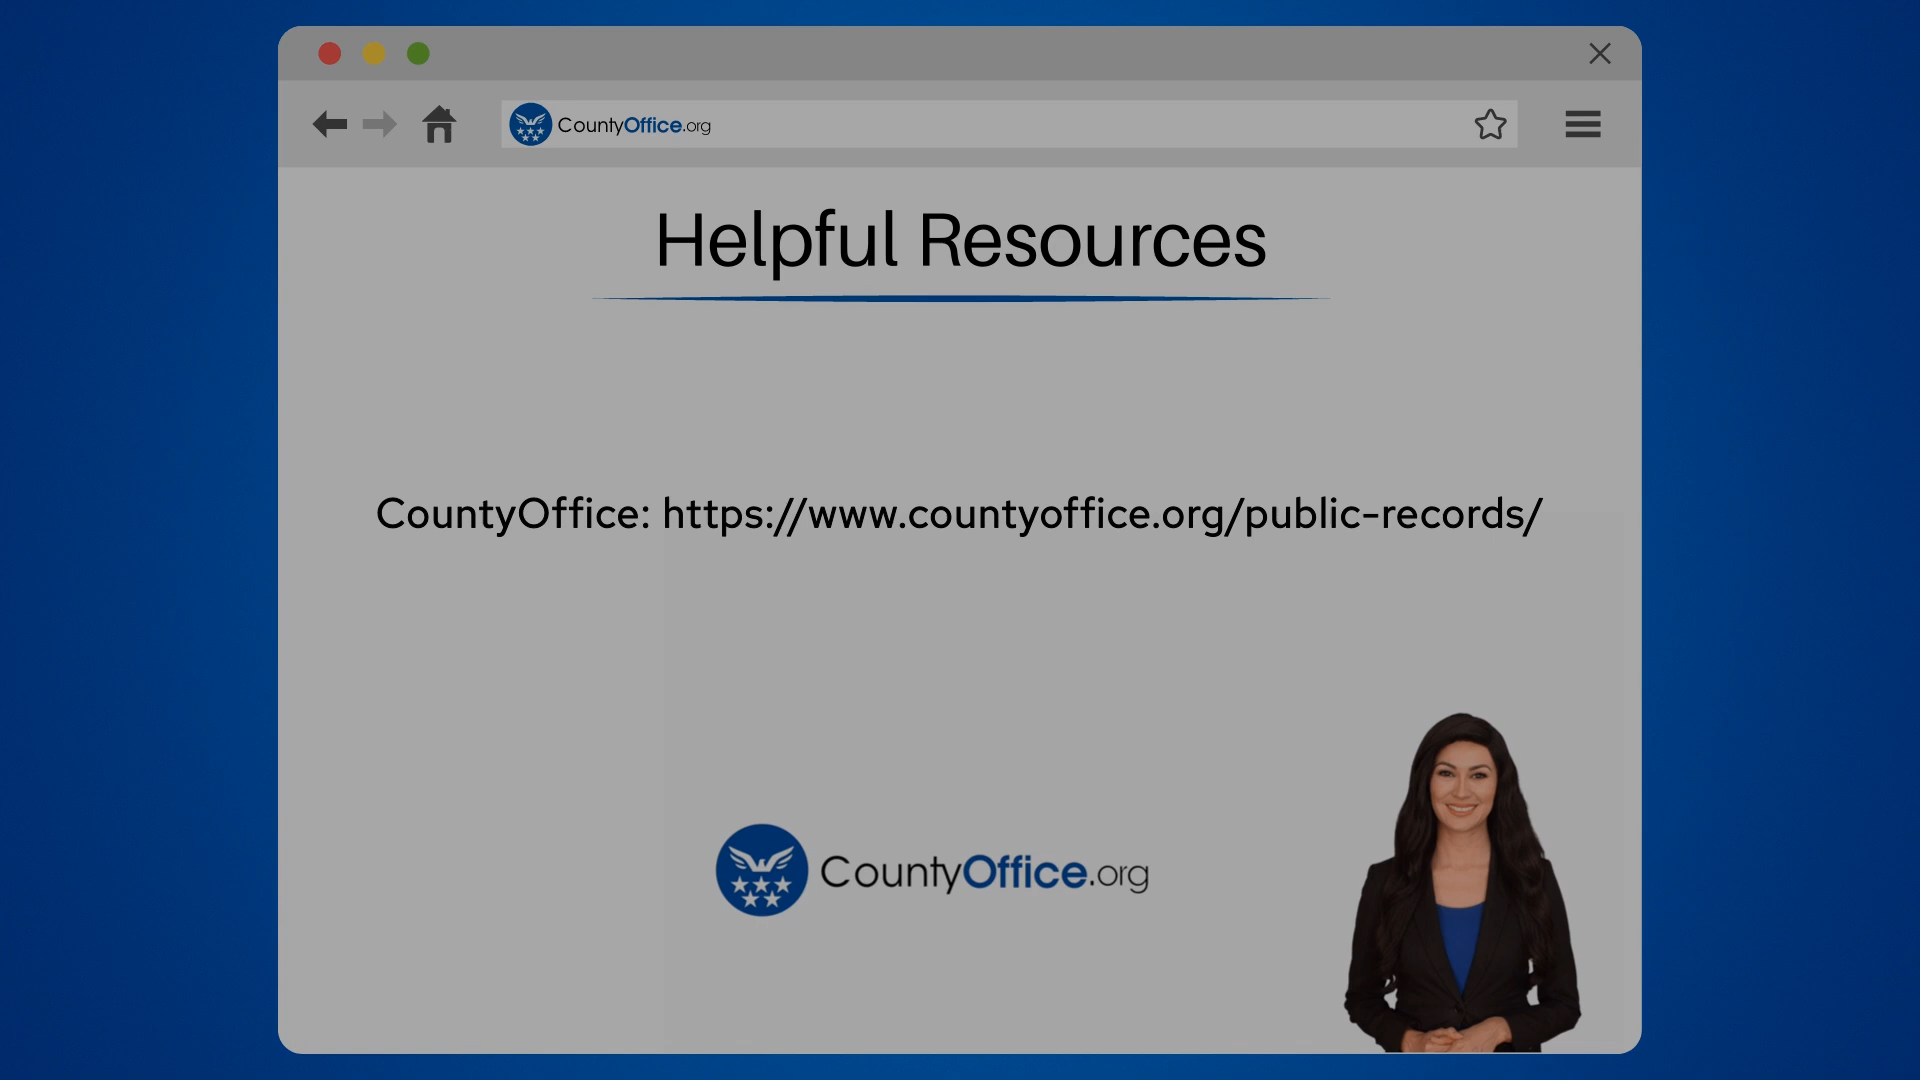 CountyOffice.org
Helpful Resources
CountyOffice: https://www.countyoffice.org/public-records/
CountyOffice.org